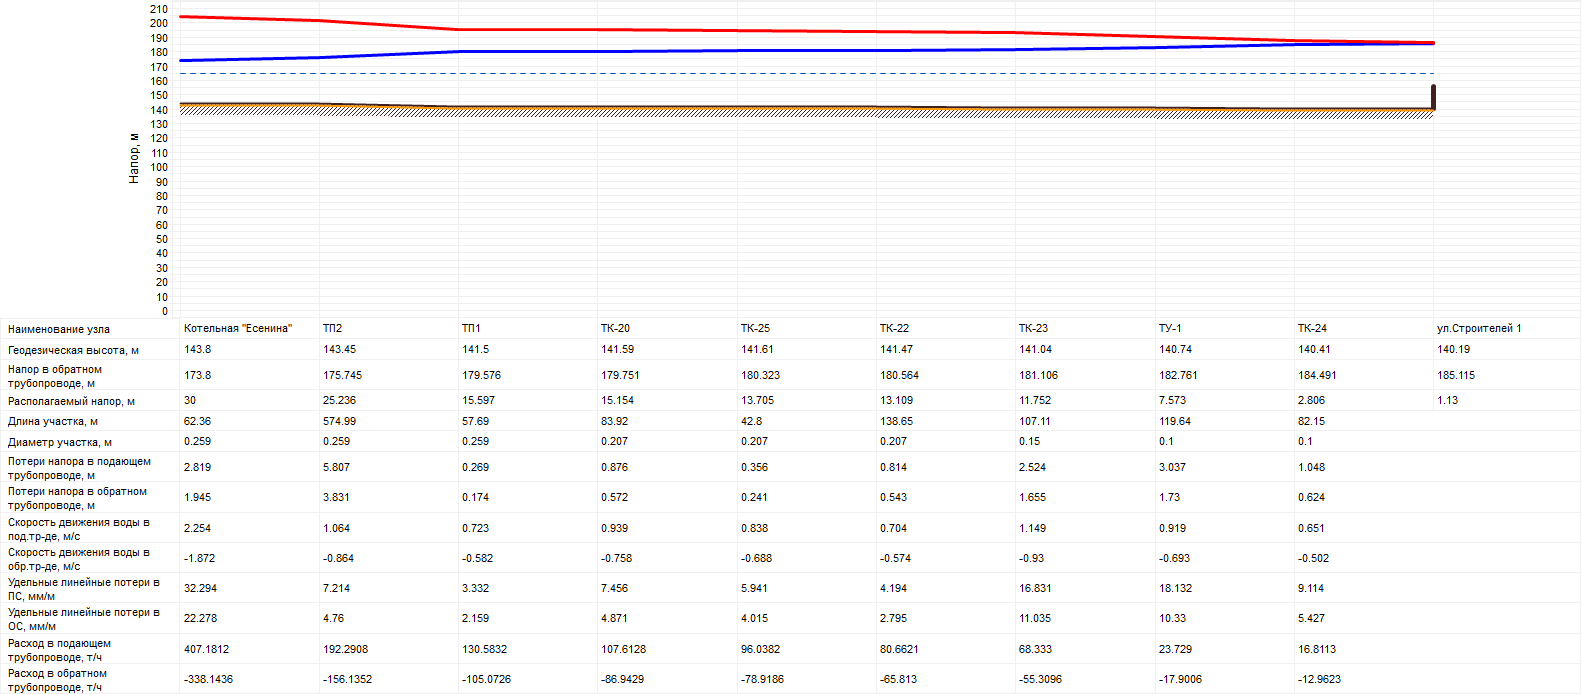 210
200
190
180
170
160
150
140
130
120
110
100
90
80
70
60
50
40
30
20
10
0
Напор, м
Наименование узла Котельная "Есенина" ТП2 ТП1 ТК-20 ТК-25 ТК-22 ТК-23 ТУ-1 ТК-24 ул.Строителей 1
Геодезическая высота, м 143.8 143.45 141.5 141.59 141.61 141.47 141.04 140.74 140.41 140.19
Напор в обратном
трубопроводе, м 173.8 175.745 179.576 179.751 180.323 180.564 181.106 182.761 184.491 185.115
Располагаемый напор, м 30 25.236 15.597 15.154 13.705 13.109 11.752 7.573 2.806 1.13
Длина участка, м 62.36 574.99 57.69 83.92 42.8 138.65 107.11 119.64 82.15
Диаметр участка, м 0.259 0.259 0.259 0.207 0.207 0.207 0.15 0.1 0.1
Потери напора в подающем
трубопроводе, м 2.819 5.807 0.269 0.876 0.356 0.814 2.524 3.037 1.048
Потери напора в обратном
трубопроводе, м 1.945 3.831 0.174 0.572 0.241 0.543 1.655 1.73 0.624
Скорость движения воды в
под.тр-де, м/с 2.254 1.064 0.723 0.939 0.838 0.704 1.149 0.919 0.651
Скорость движения воды в
обр.тр-де, м/с -1.872 -0.864 -0.582 -0.758 -0.688 -0.574 -0.93 -0.693 -0.502
Удельные линейные потери в
ПС, мм/м 32.294 7.214 3.332 7.456 5.941 4.194 16.831 18.132 9.114
Удельные линейные потери в
ОС, мм/м 22.278 4.76 2.159 4.871 4.015 2.795 11.035 10.33 5.427
Расход в подающем
трубопроводе, т/ч 407.1812 192.2908 130.5832 107.6128 96.0382 80.6621 68.333 23.729 16.8113
Расход в обратном
трубопроводе, т/ч -338.1436 -156.1352 -105.0726 -86.9429 -78.9186 -65.813 -55.3096 -17.9006 -12.9623